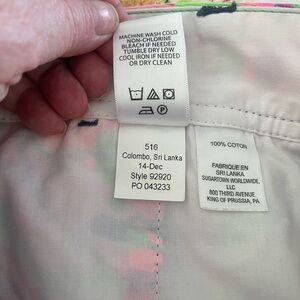 MACHINE WASH COLD
NON-CHLORINE
BLEACH IF NEEDED
TUMBLE DRY LOW
COOL IRON IF NEEDED
OR DRY CLEAN
516
Colombo, Sri Lanka
14-Dec
Style 92920
PO 043233
100% COTON
FABRIQUE EN
SRI LANKA
SUGARTOWN WORLDWIDE,
LLC
800 THIRD AVENUE
KING OF PRUSSIA, PA